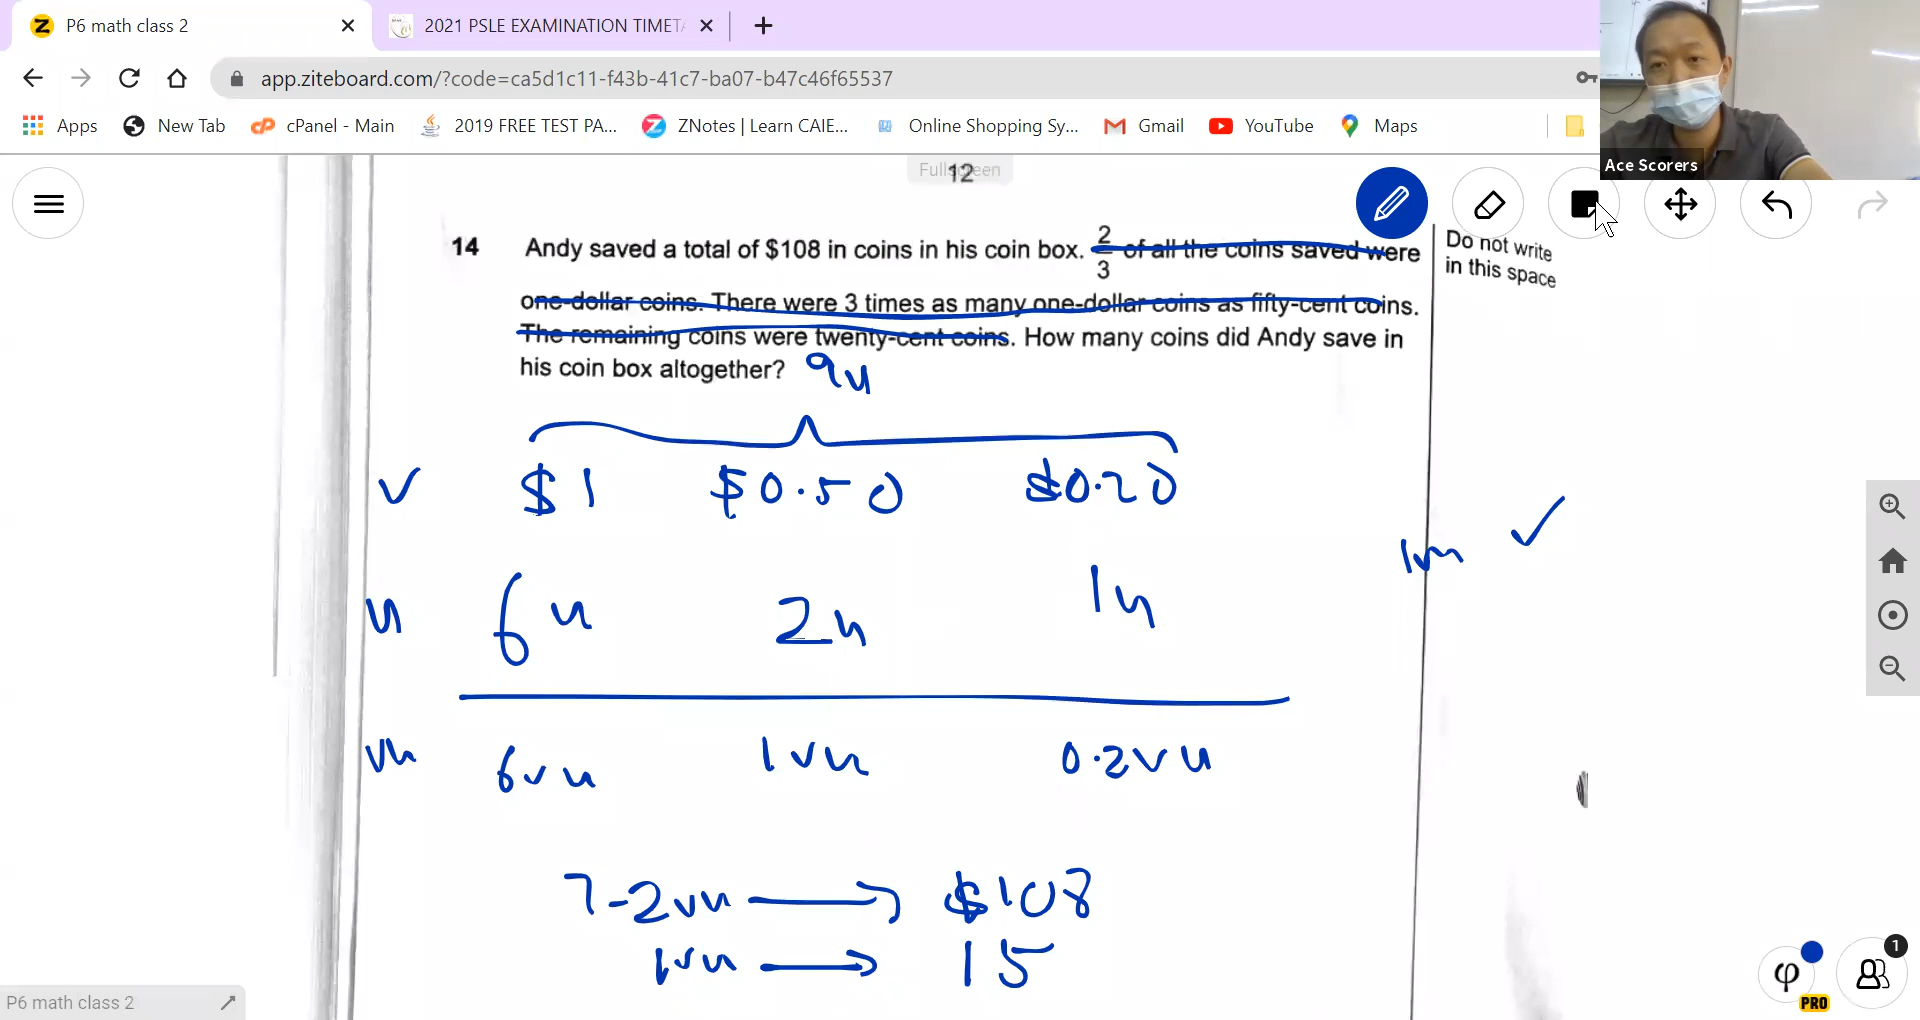 P6 math class 2
2021 PSLE EXAMINATION TIMETA
app.ziteboard.com/?code=ca5d1c11-f43b-41c7-ba07-b47c46f65537
Apps New Tab cPanel - Main 2019 FREE TEST PA... ZNotes | Learn CAIE... Online Shopping Sy... Gmail YouTube Maps
Ace Scorers
Fullscreen
12
14 Andy saved a total of $108 in coins in his coin box. 2/3 of all the coins saved were
one-dollar coins. There were 3 times as many one-dollar coins as fifty-cent coins.
The remaining coins were twenty-cent coins. How many coins did Andy save in
his coin box altogether?
Do not write
in this space
9u
v $1 $0.50 $0.20
1m ✓
u 6u 2u 1u
vu 6vu 1vu 0.2vu
7-2vu → $108
1vu → 15
P6 math class 2
1
φ
PRO